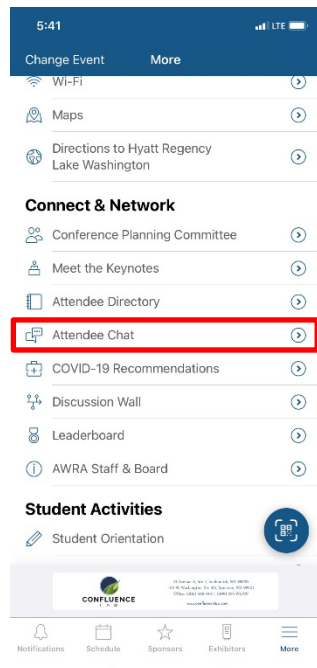 5:41
LTE
Change Event
More
Wi-Fi
Maps
Directions to Hyatt Regency
Lake Washington
Connect & Network
Conference Planning Committee
Meet the Keynotes
Attendee Directory
Attendee Chat
COVID-19 Recommendations
Discussion Wall
Leaderboard
AWRA Staff & Board
Student Activities
Student Orientation
CONFLUENCE
LAW
Notifications
Schedule
Sponsors
Exhibitors
More